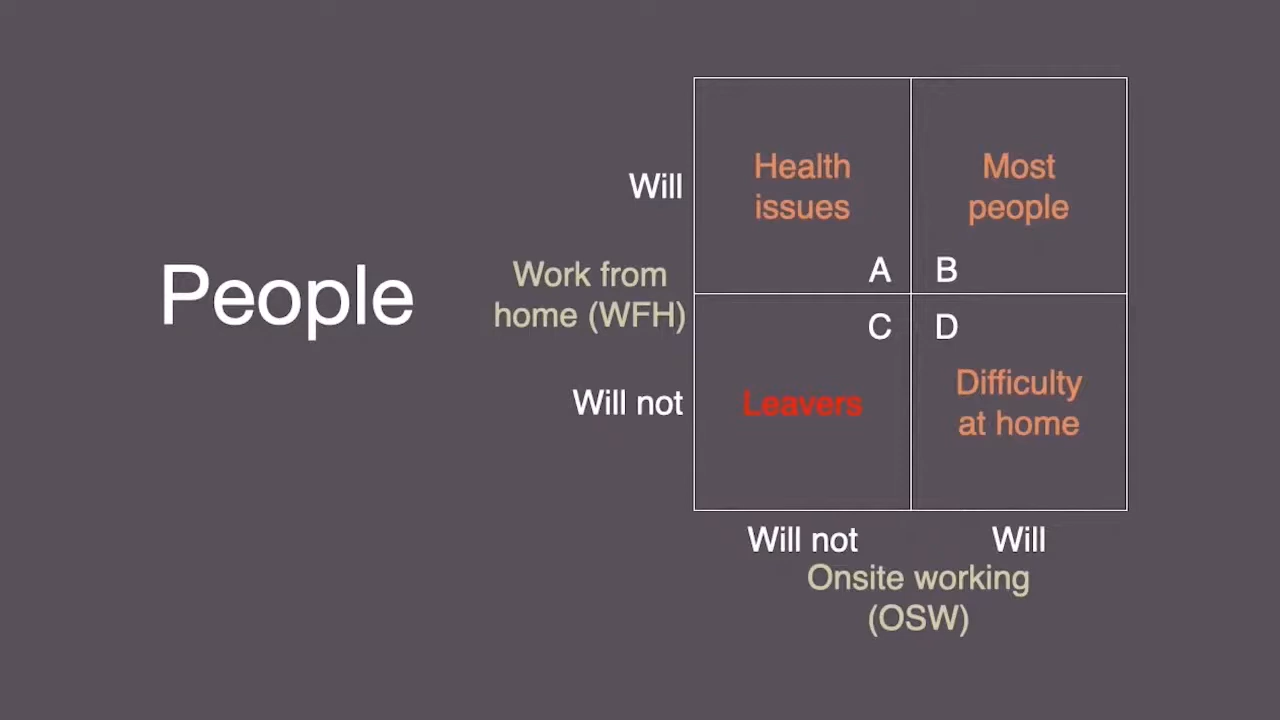 People
Will
Work from
home (WFH)
Will not
Health
issues
A
Most
people
B
C
Leavers
D
Difficulty
at home
Will not
Will
Onsite working
(OSW)